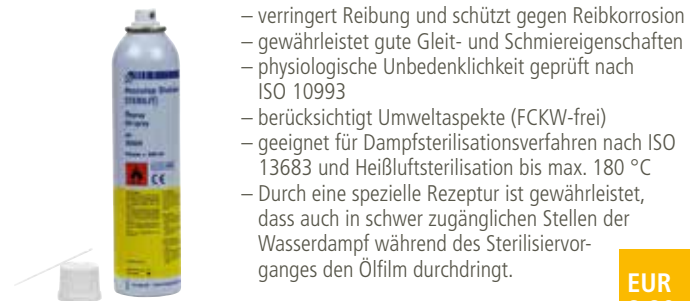 – verringert Reibung und schützt gegen Reibkorrosion
– gewährleistet gute Gleit- und Schmiereigenschaften
– physiologische Unbedenklichkeit geprüft nach
ISO 10993
– berücksichtigt Umweltaspekte (FCKW-frei)
– geeignet für Dampfsterilisationsverfahren nach ISO
13683 und Heißluftsterilisation bis max. 180 °C
– Durch eine spezielle Rezeptur ist gewährleistet,
dass auch in schwer zugänglichen Stellen der
Wasserdampf während des Sterilisiervor-
ganges den Ölfilm durchdringt.
EUR